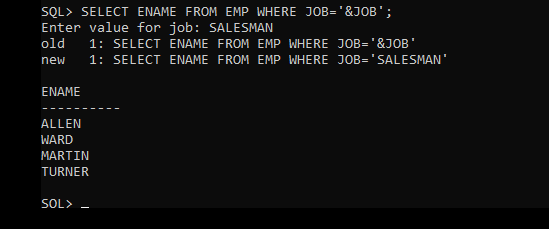 SQL> SELECT ENAME FROM EMP WHERE JOB='&JOB';
Enter value for job: SALESMAN
old   1: SELECT ENAME FROM EMP WHERE JOB='&JOB'
new   1: SELECT ENAME FROM EMP WHERE JOB='SALESMAN'
ENAME
----------
ALLEN
WARD
MARTIN
TURNER
SQL> _